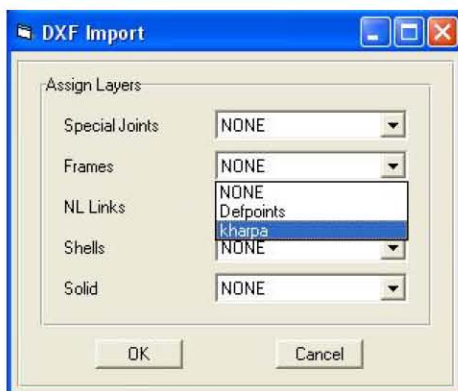 DXF Import
Assign Layers
Special Joints NONE
Frames NONE
NONE
NL Links Defpoints
kharpa
Shells NONE
Solid NONE
OK Cancel